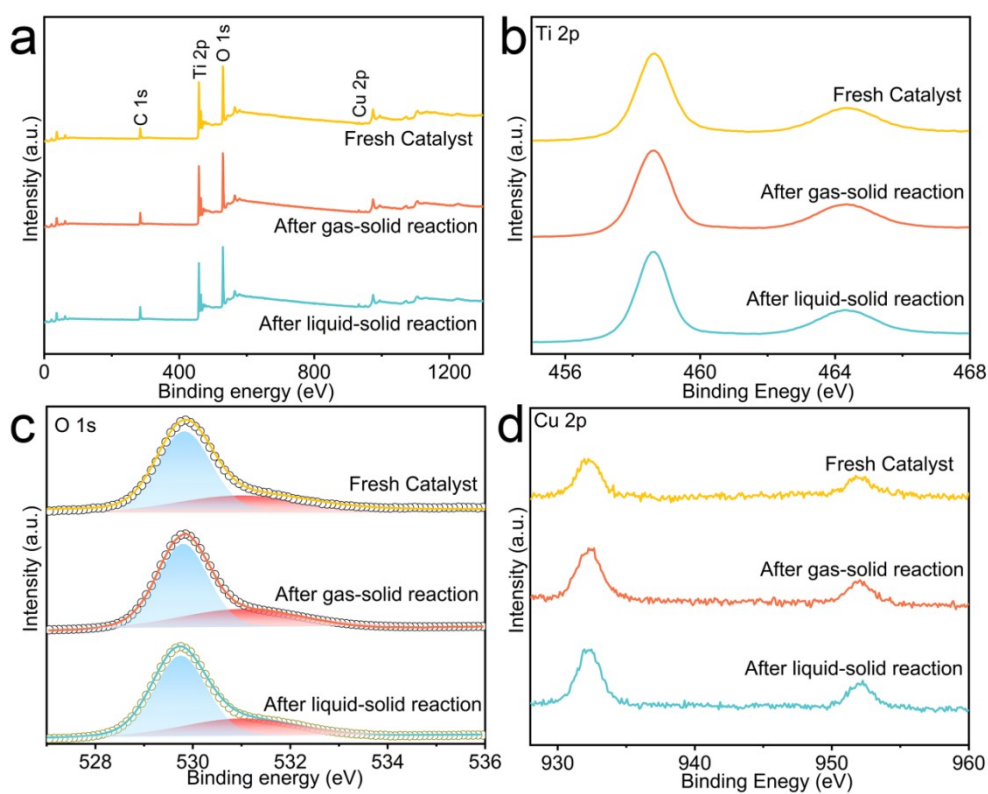 a
Intensity (a.u.)
C 1s
Ti 2p
O 1s
Cu 2p
Fresh Catalyst
After gas-solid reaction
After liquid-solid reaction
0 400 800 1200
Binding energy (eV)
b
Ti 2p
Intensity (a.u.)
Fresh Catalyst
After gas-solid reaction
After liquid-solid reaction
456 460 464 468
Binding Enegy (eV)
c
O 1s
Intensity (a.u.)
Fresh Catalyst
After gas-solid reaction
After liquid-solid reaction
528 530 532 534 536
Binding energy (eV)
d
Cu 2p
Intensity (a.u.)
Fresh Catalyst
After gas-solid reaction
After liquid-solid reaction
930 940 950 960
Binding Enegy (eV)